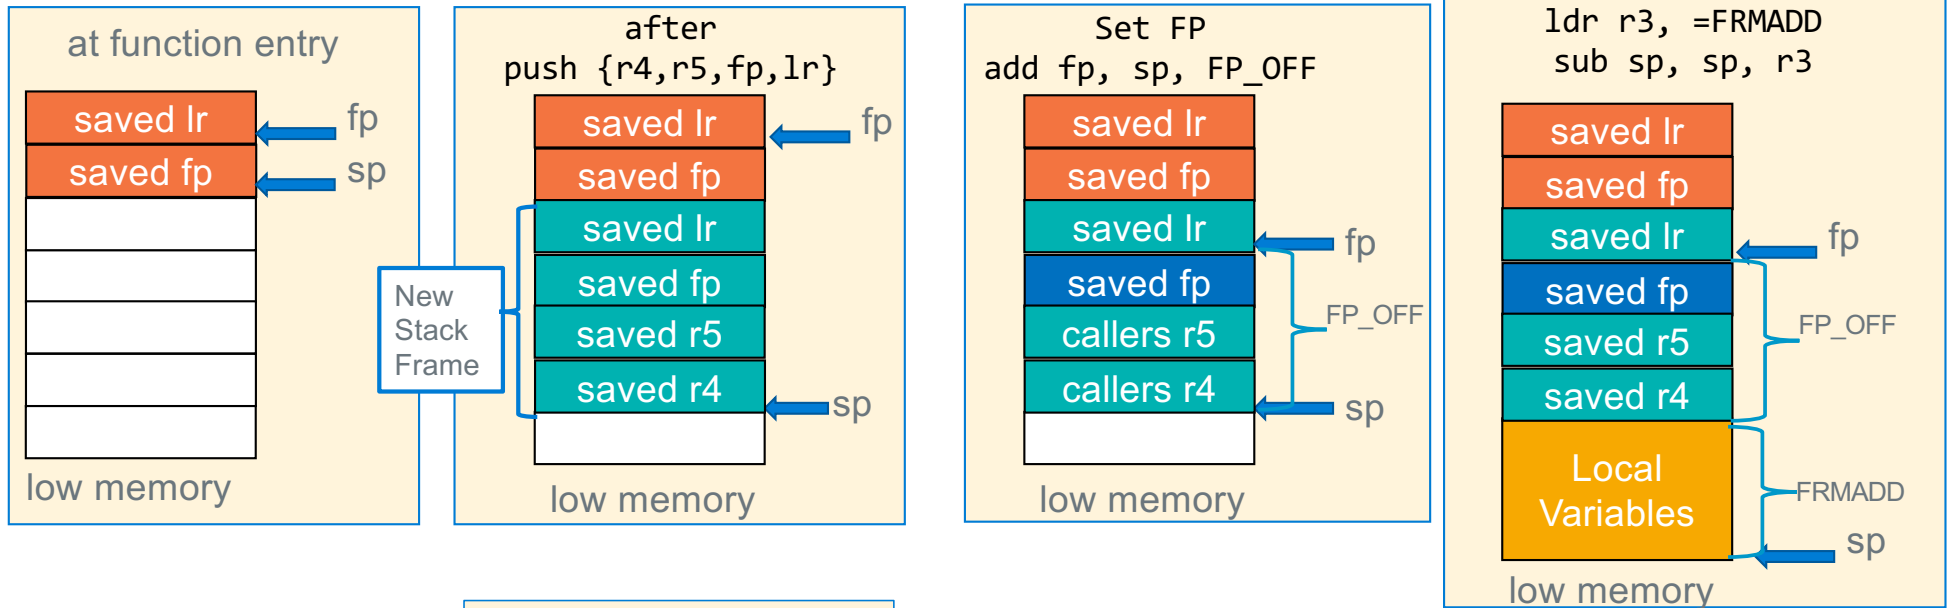 at function entry
saved lr
fp
saved fp
sp
low memory
after
push {r4,r5,fp,lr}
saved lr
fp
saved fp
saved lr
New
Stack
Frame
saved fp
saved r5
saved r4
sp
low memory
Set FP
add fp, sp, FP_OFF
saved lr
saved fp
saved lr
fp
saved fp
FP_OFF
callers r5
callers r4
sp
low memory
ldr r3, =FRMADD
sub sp, sp, r3
saved lr
saved fp
saved lr
fp
saved fp
FP_OFF
saved r5
saved r4
Local
Variables
FRMADD
sp
low memory